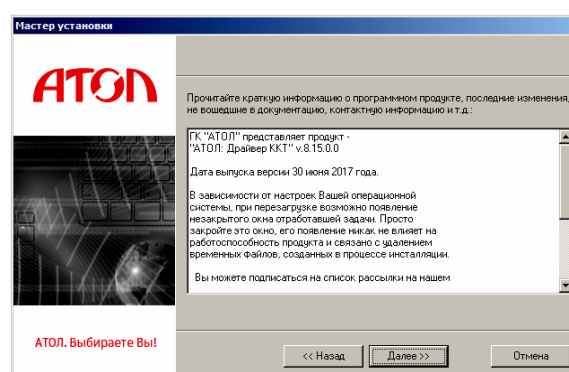 Мастер установки
АТОЛ
Прочитайте краткую информацию о программном продукте, последние изменения,
не вошедшие в документацию, контактную информацию и т.д.:
ГК "АТОЛ" представляет продукт -
"АТОЛ: Драйвер ККТ" v.8.15.0.0
Дата выпуска версии 30 июня 2017 года.
В зависимости от настроек Вашей операционной
системы, при перезагрузке возможно появление
незакрытого окна отработавшей задачи. Просто
закройте это окно, его появление никак не влияет на
работоспособность продукта и связано с удалением
временных файлов, созданных в процессе инсталляции.
Вы можете подписаться на список рассылки на нашем
АТОЛ. Выбираете Вы!
<< Назад
Далее >>
Отмена